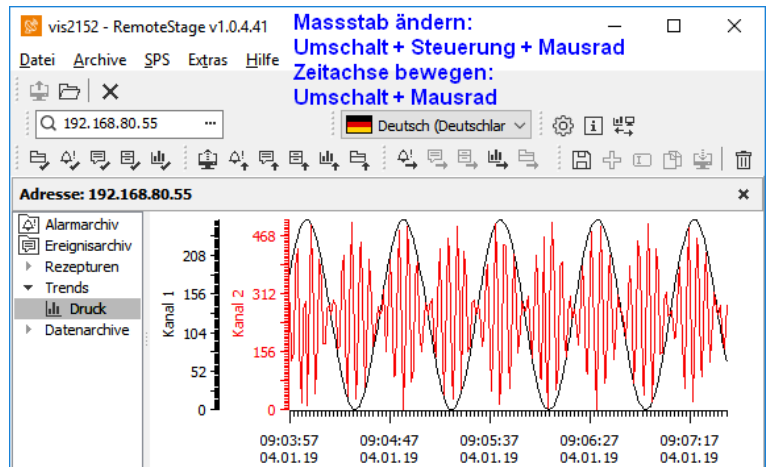 vis2152 - RemoteStage v1.0.4.41
Massstab ändern:
Umschalt + Steuerung + Mausrad
Zeitachse bewegen:
Umschalt + Mausrad
Datei Archive SPS Extras Hilfe
192.168.80.55 ...
Deutsch (Deutschlar
Adresse: 192.168.80.55
Alarmarchiv
Ereignisarchiv
Rezepturen
Trends
Druck
Datenarchive
Kanal 1
208
156
104
52
0
Kanal 2
468
312
156
0
09:03:57 09:04:47 09:05:37 09:06:27 09:07:17
04.01.19 04.01.19 04.01.19 04.01.19 04.01.19